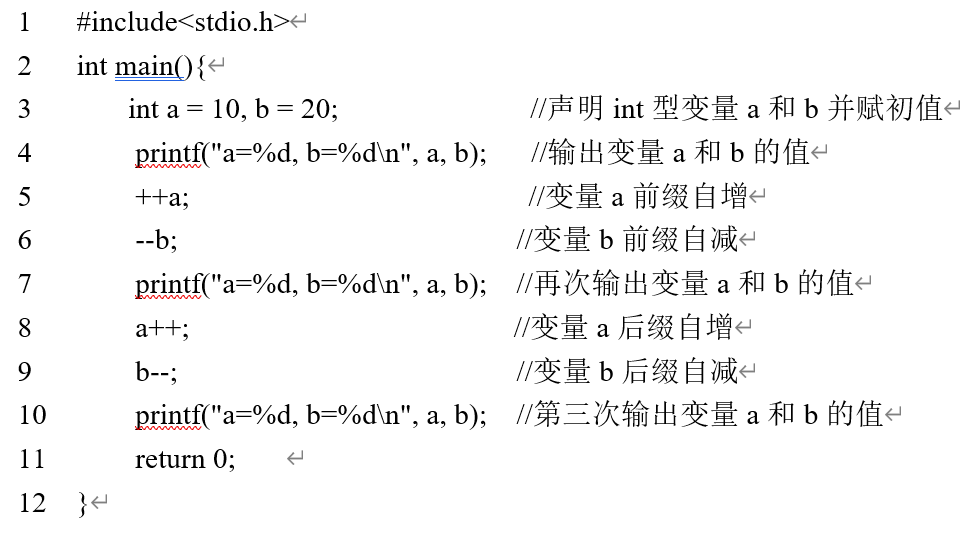 1 #include<stdio.h>↵
2 int main(){↵
3 int a = 10, b = 20; //声明 int 型变量 a 和 b 并赋初值↵
4 printf("a=%d, b=%d\n", a, b); //输出变量 a 和 b 的值↵
5 ++a; //变量 a 前缀自增↵
6 --b; //变量 b 前缀自减↵
7 printf("a=%d, b=%d\n", a, b); //再次输出变量 a 和 b 的值↵
8 a++; //变量 a 后缀自增↵
9 b--; //变量 b 后缀自减↵
10 printf("a=%d, b=%d\n", a, b); //第三次输出变量 a 和 b 的值↵
11 return 0; ↵
12 }↵